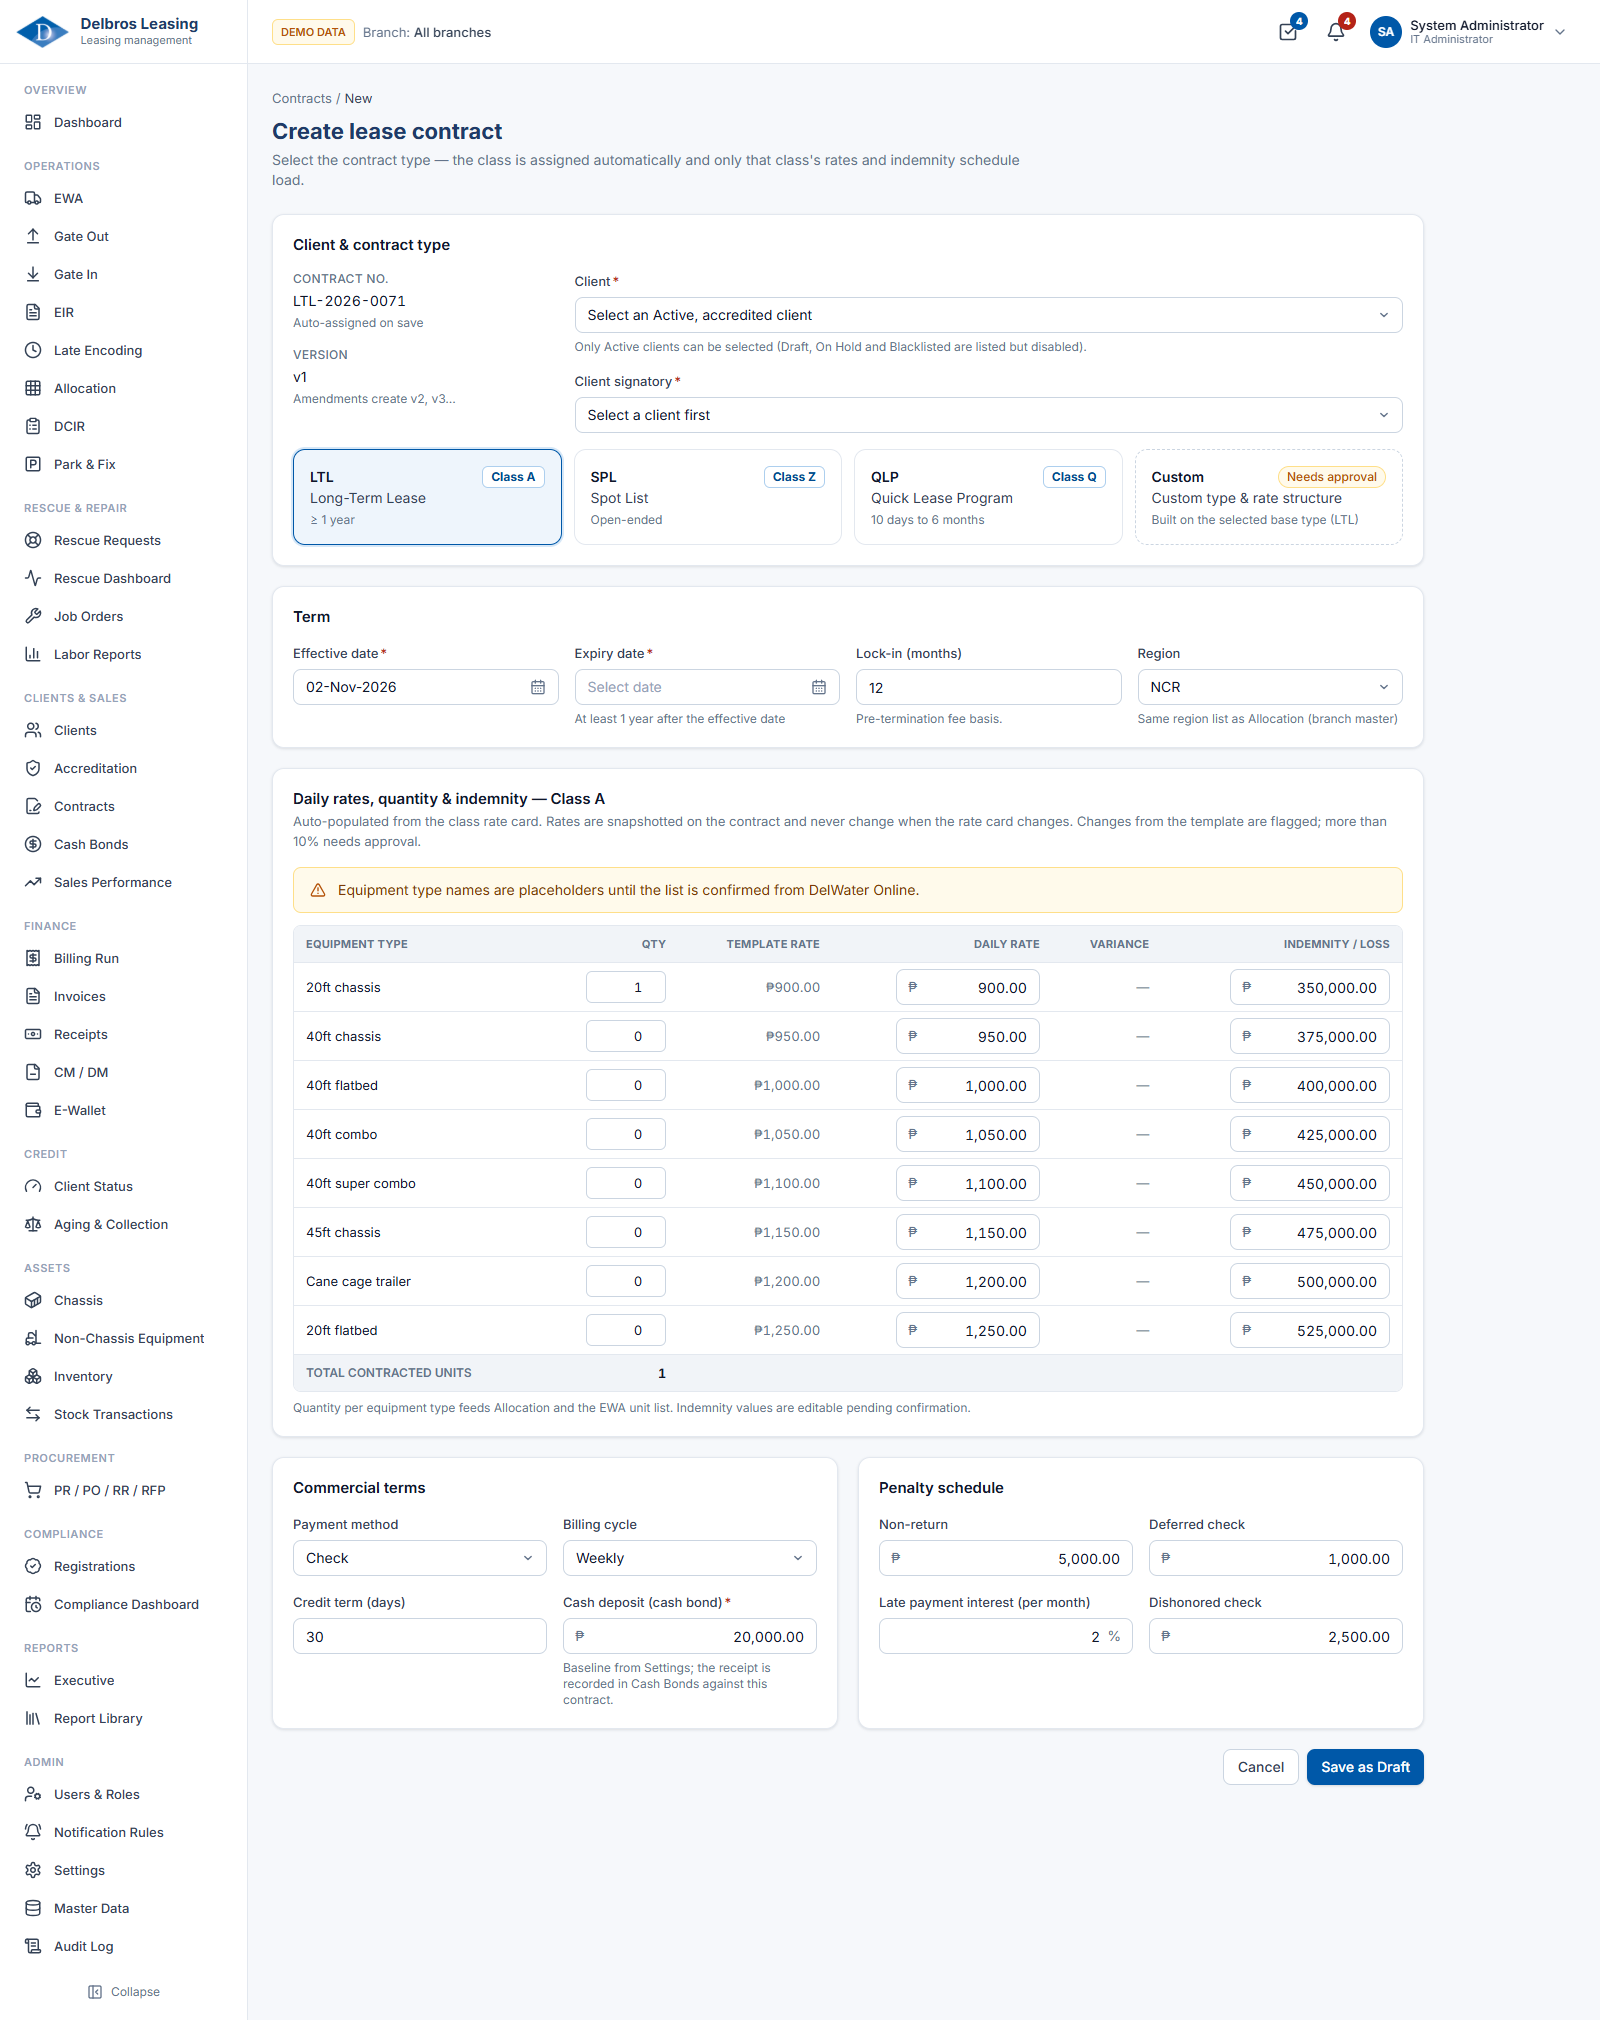 Delbros Leasing
Leasing management
DEMO DATA
Branch: All branches
4
4
SA
System Administrator
IT Administrator
OVERVIEW
Dashboard
OPERATIONS
EWA
Gate Out
Gate In
EIR
Late Encoding
Allocation
DCIR
Park & Fix
RESCUE & REPAIR
Rescue Requests
Rescue Dashboard
Job Orders
Labor Reports
CLIENTS & SALES
Clients
Accreditation
Contracts
Cash Bonds
Sales Performance
FINANCE
Billing Run
Invoices
Receipts
CM / DM
E-Wallet
CREDIT
Client Status
Aging & Collection
ASSETS
Chassis
Non-Chassis Equipment
Inventory
Stock Transactions
PROCUREMENT
PR / PO / RR / RFP
COMPLIANCE
Registrations
Compliance Dashboard
REPORTS
Executive
Report Library
ADMIN
Users & Roles
Notification Rules
Settings
Master Data
Audit Log
Collapse
Contracts / New
Create lease contract
Select the contract type — the class is assigned automatically and only that class's rates and indemnity schedule
load.
Client & contract type
CONTRACT NO.
LTL-2026-0071
Auto-assigned on save
VERSION
v1
Amendments create v2, v3…
Client*
Select an Active, accredited client
Only Active clients can be selected (Draft, On Hold and Blacklisted are listed but disabled).
Client signatory*
Select a client first
LTL Class A
Long-Term Lease
≥ 1 year
SPL Class Z
Spot List
Open-ended
QLP Class Q
Quick Lease Program
10 days to 6 months
Custom Needs approval
Custom type & rate structure
Built on the selected base type (LTL)
Term
Effective date*
02-Nov-2026
Expiry date*
Select date
At least 1 year after the effective date
Lock-in (months)
12
Pre-termination fee basis.
Region
NCR
Same region list as Allocation (branch master)
Daily rates, quantity & indemnity — Class A
Auto-populated from the class rate card. Rates are snapshotted on the contract and never change when the rate card changes. Changes from the template are flagged; more than
10% needs approval.
Equipment type names are placeholders until the list is confirmed from DelWater Online.
EQUIPMENT TYPE QTY TEMPLATE RATE DAILY RATE VARIANCE INDEMNITY / LOSS
20ft chassis 1 ₱900.00 ₱ 900.00 — ₱ 350,000.00
40ft chassis 0 ₱950.00 ₱ 950.00 — ₱ 375,000.00
40ft flatbed 0 ₱1,000.00 ₱ 1,000.00 — ₱ 400,000.00
40ft combo 0 ₱1,050.00 ₱ 1,050.00 — ₱ 425,000.00
40ft super combo 0 ₱1,100.00 ₱ 1,100.00 — ₱ 450,000.00
45ft chassis 0 ₱1,150.00 ₱ 1,150.00 — ₱ 475,000.00
Cane cage trailer 0 ₱1,200.00 ₱ 1,200.00 — ₱ 500,000.00
20ft flatbed 0 ₱1,250.00 ₱ 1,250.00 — ₱ 525,000.00
TOTAL CONTRACTED UNITS 1
Quantity per equipment type feeds Allocation and the EWA unit list. Indemnity values are editable pending confirmation.
Commercial terms
Payment method
Check
Billing cycle
Weekly
Credit term (days)
30
Cash deposit (cash bond)*
₱ 20,000.00
Baseline from Settings; the receipt is
recorded in Cash Bonds against this
contract.
Penalty schedule
Non-return
₱ 5,000.00
Deferred check
₱ 1,000.00
Late payment interest (per month)
2 %
Dishonored check
₱ 2,500.00
Cancel
Save as Draft